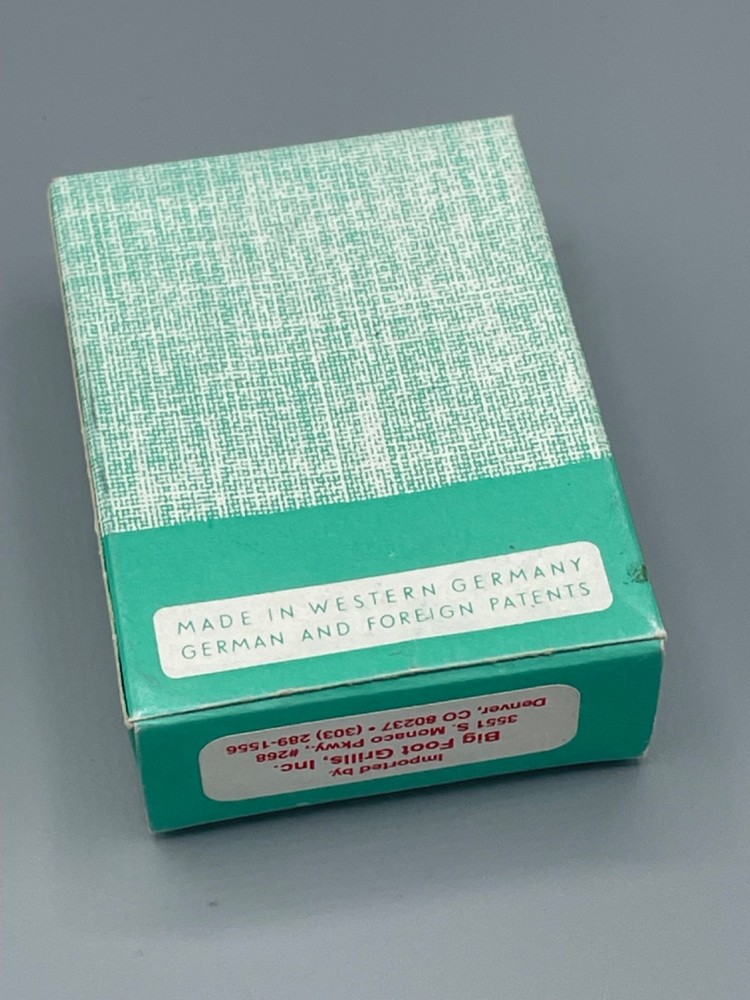 MADE IN WESTERN GERMANY
GERMAN AND FOREIGN PATENTS
Imported by:
Big Foot Grills, Inc.
3551 S. Monaco Pkwy., #268
Denver, CO 80237 • (303) 289-1556